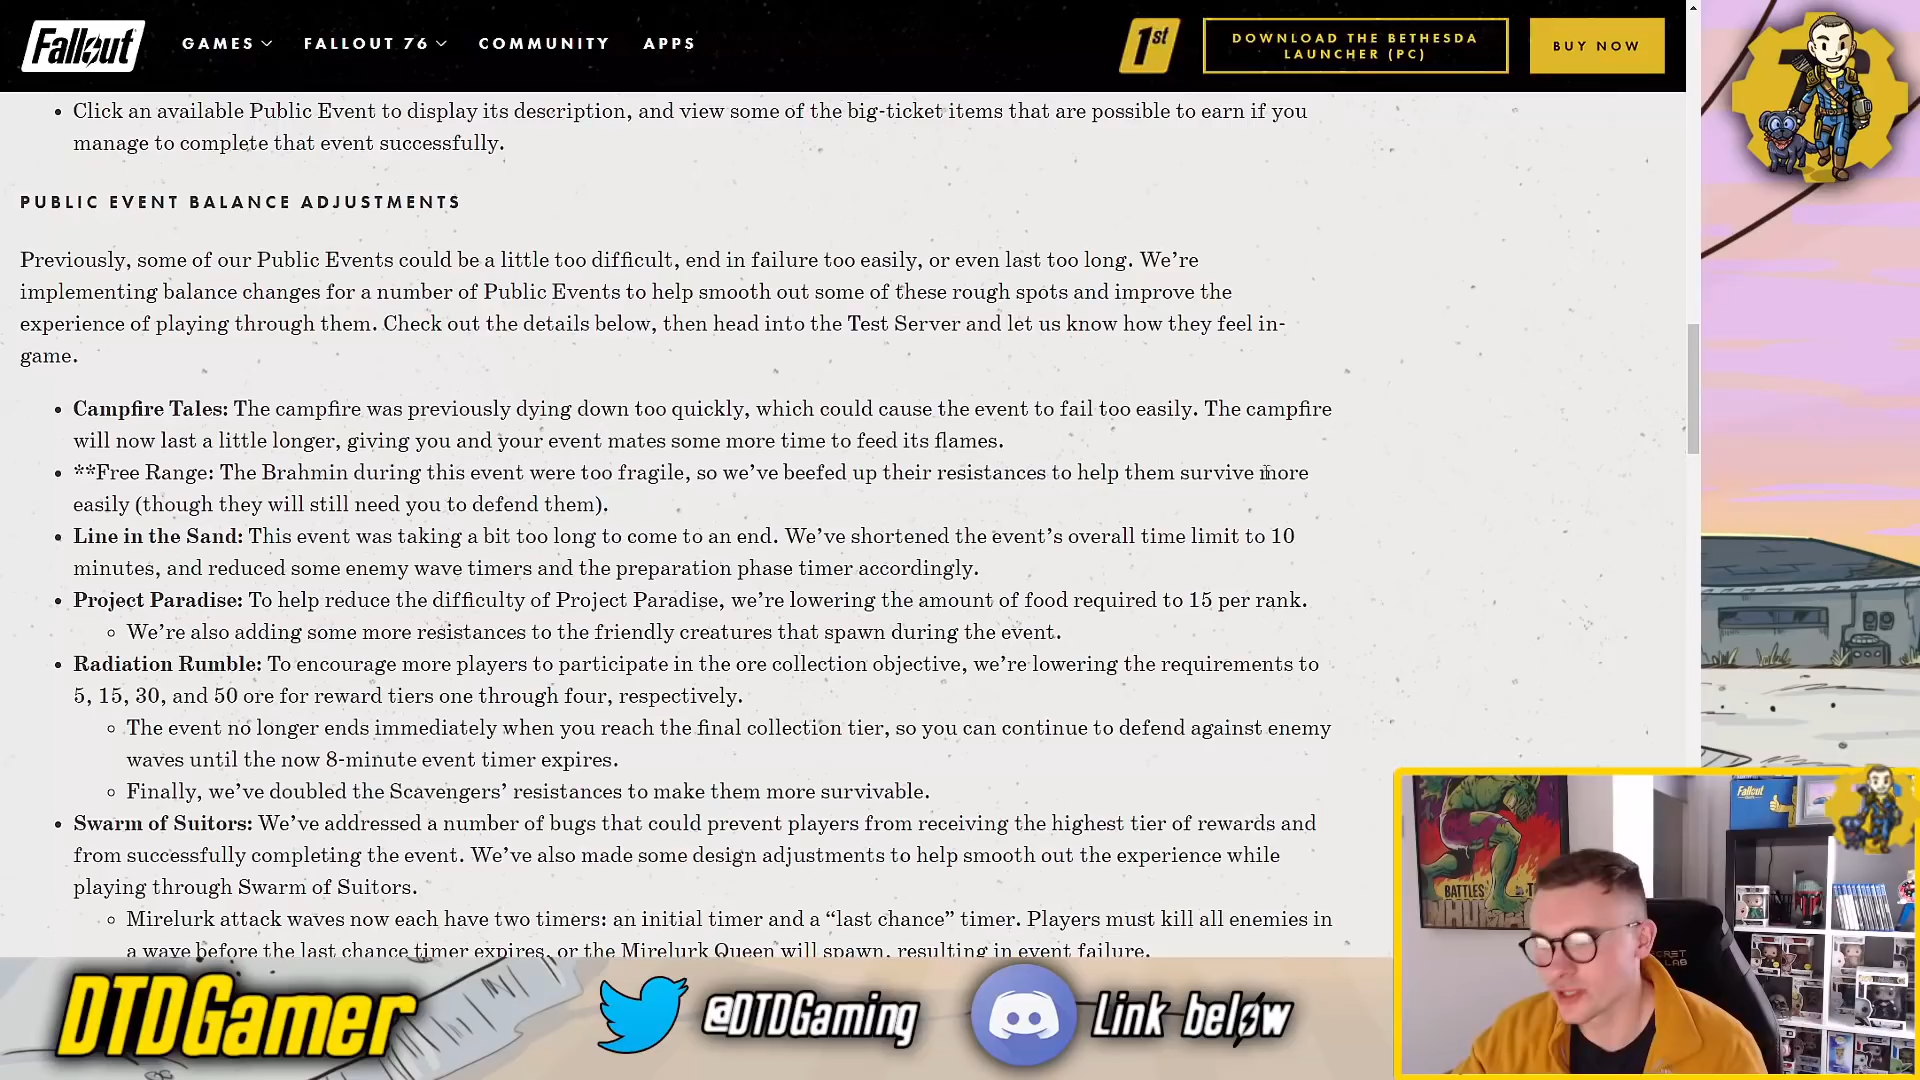 Fallout
GAMES
FALLOUT 76
COMMUNITY
APPS
1st
DOWNLOAD THE BETHESDA
LAUNCHER (PC)
BUY NOW
• Click an available Public Event to display its description, and view some of the big-ticket items that are possible to earn if you
manage to complete that event successfully.
PUBLIC EVENT BALANCE ADJUSTMENTS
Previously, some of our Public Events could be a little too difficult, end in failure too easily, or even last too long. We’re
implementing balance changes for a number of Public Events to help smooth out some of these rough spots and improve the
experience of playing through them. Check out the details below, then head into the Test Server and let us know how they feel in-
game.
• Campfire Tales: The campfire was previously dying down too quickly, which could cause the event to fail too easily. The campfire
will now last a little longer, giving you and your event mates some more time to feed its flames.
• **Free Range: The Brahmin during this event were too fragile, so we’ve beefed up their resistances to help them survive more
easily (though they will still need you to defend them).
• Line in the Sand: This event was taking a bit too long to come to an end. We’ve shortened the event’s overall time limit to 10
minutes, and reduced some enemy wave timers and the preparation phase timer accordingly.
• Project Paradise: To help reduce the difficulty of Project Paradise, we’re lowering the amount of food required to 15 per rank.
◦ We’re also adding some more resistances to the friendly creatures that spawn during the event.
• Radiation Rumble: To encourage more players to participate in the ore collection objective, we’re lowering the requirements to
5, 15, 30, and 50 ore for reward tiers one through four, respectively.
◦ The event no longer ends immediately when you reach the final collection tier, so you can continue to defend against enemy
waves until the now 8-minute event timer expires.
◦ Finally, we’ve doubled the Scavengers’ resistances to make them more survivable.
• Swarm of Suitors: We’ve addressed a number of bugs that could prevent players from receiving the highest tier of rewards and
from successfully completing the event. We’ve also made some design adjustments to help smooth out the experience while
playing through Swarm of Suitors.
◦ Mirelurk attack waves now each have two timers: an initial timer and a “last chance” timer. Players must kill all enemies in
a wave before the last chance timer expires, or the Mirelurk Queen will spawn, resulting in event failure.
DTDGamer
@DTDGaming
Link below
Fallout
BATTLES